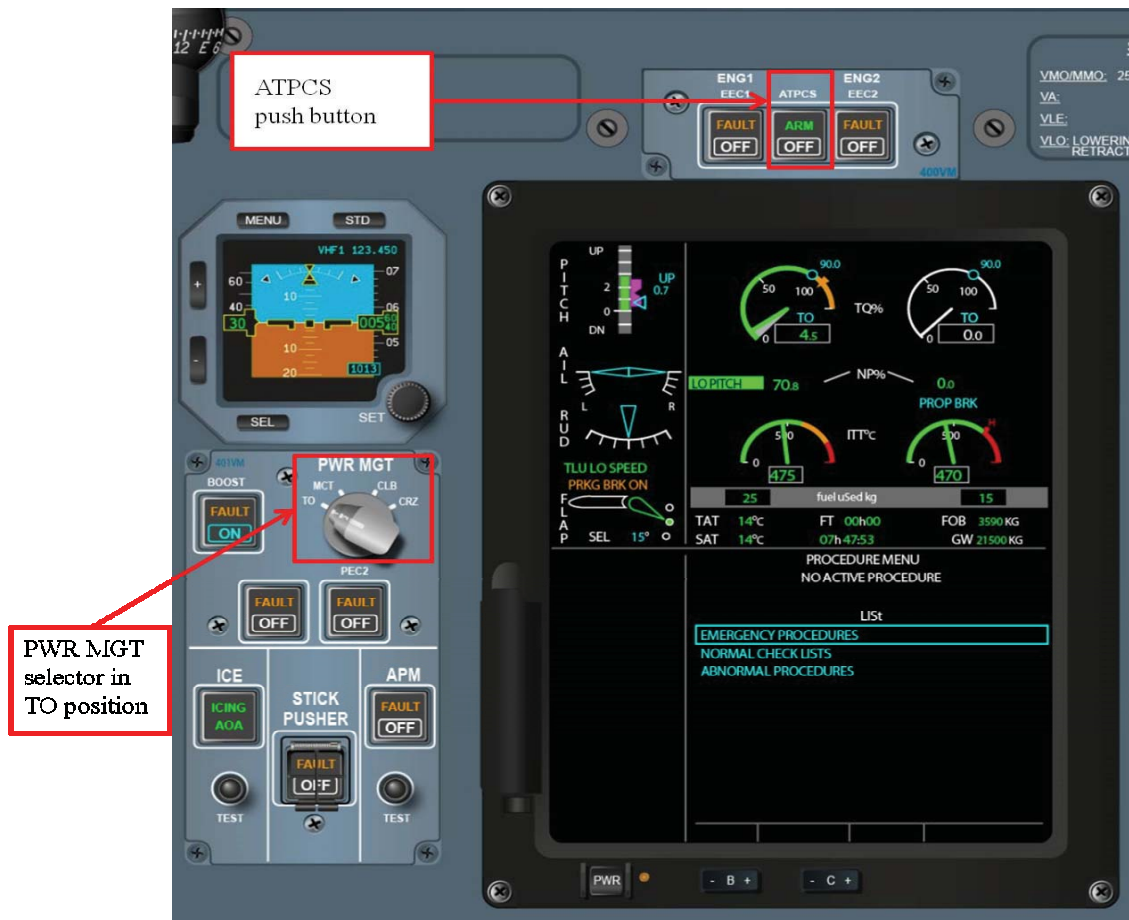 12 E 6
ATPCS
push button
ENG1
ENG2
EEC1
ATPCS
EEC2
FAULT
OFF
ARM
OFF
FAULT
OFF
400VM
VMO/MMO: 25
VA:
VLE:
VLO: LOWERIN
RETRACT
MENU
STD
VHF1 123.450
60
40
30
10
10
20
07
06
005
60
40
05
1013
+
-
SEL
SET
401VM
PWR MGT
BOOST
FAULT
ON
TO
MCT
CLB
CRZ
PEC2
FAULT
OFF
FAULT
OFF
PWR MGT
selector in
TO position
ICE
ICING
AOA
TEST
STICK
PUSHER
FAULT
OFF
APM
FAULT
OFF
TEST
PITCH
UP
2
0
DN
UP
0.7
AIL
L
R
RUD
TLU LO SPEED
PRKG BRK ON
FLAP
SEL 15°
90.0
50
100
TO
0
4.5
TQ%
90.0
50
100
TO
0
0.0
LO PITCH
70.8
NP%
0.0
PROP BRK
500
0
475
ITT°C
H
500
0
470
25 fuel uSed kg 15
TAT 14°C FT 00h00 FOB 3590 KG
SAT 14°C 07h 47:53 GW 21500 KG
PROCEDURE MENU
NO ACTIVE PROCEDURE
LISt
EMERGENCY PROCEDURES
NORMAL CHECK LISTS
ABNORMAL PROCEDURES
PWR
- B +
- C +